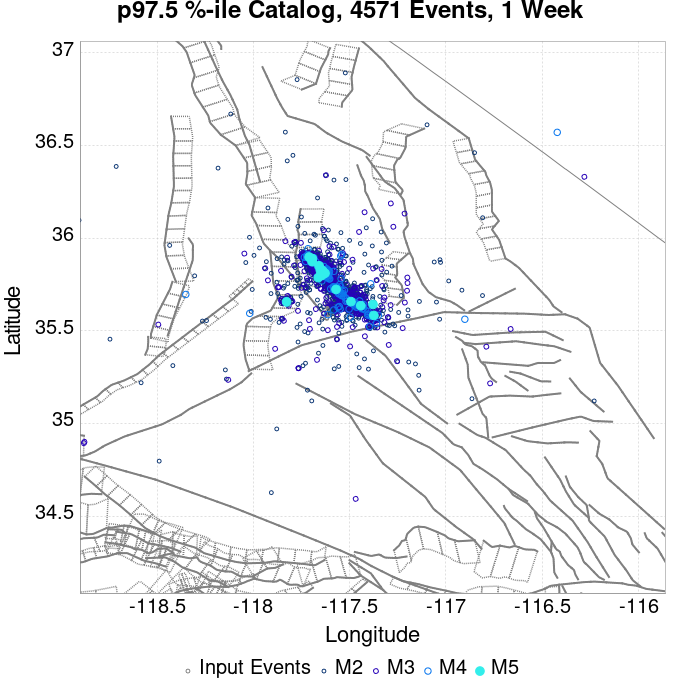 p97.5 %-ile Catalog, 4571 Events, 1 Week
37
36.5
36
35.5
35
34.5
Latitude
-118.5 -118 -117.5 -117 -116.5 -116
Longitude
Input Events M2 M3 M4 M5